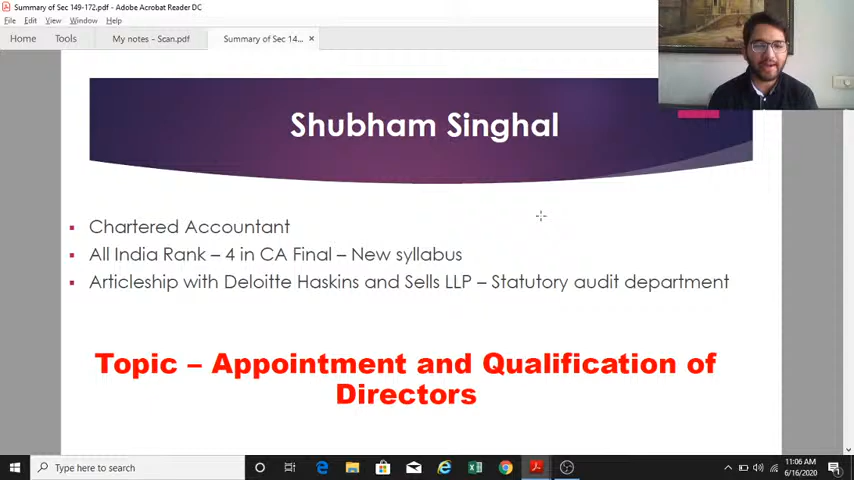 Summary of Sec 149-172.pdf - Adobe Acrobat Reader DC
File Edit View Window Help
Home Tools My notes - Scan.pdf Summary of Sec 14... ×
Shubham Singhal
▪ Chartered Accountant
▪ All India Rank – 4 in CA Final – New syllabus
▪ Articleship with Deloitte Haskins and Sells LLP – Statutory audit department
Topic – Appointment and Qualification of
Directors
Type here to search
11:06 AM
6/16/2020